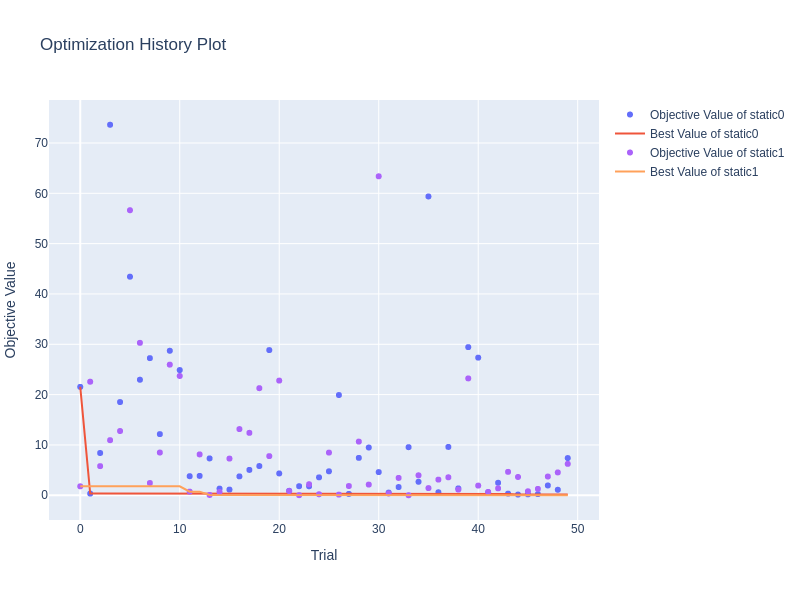 Optimization History Plot
Objective Value of static0
Best Value of static0
Objective Value of static1
Best Value of static1
70
60
50
40
30
20
10
0
Objective Value
0 10 20 30 40 50
Trial